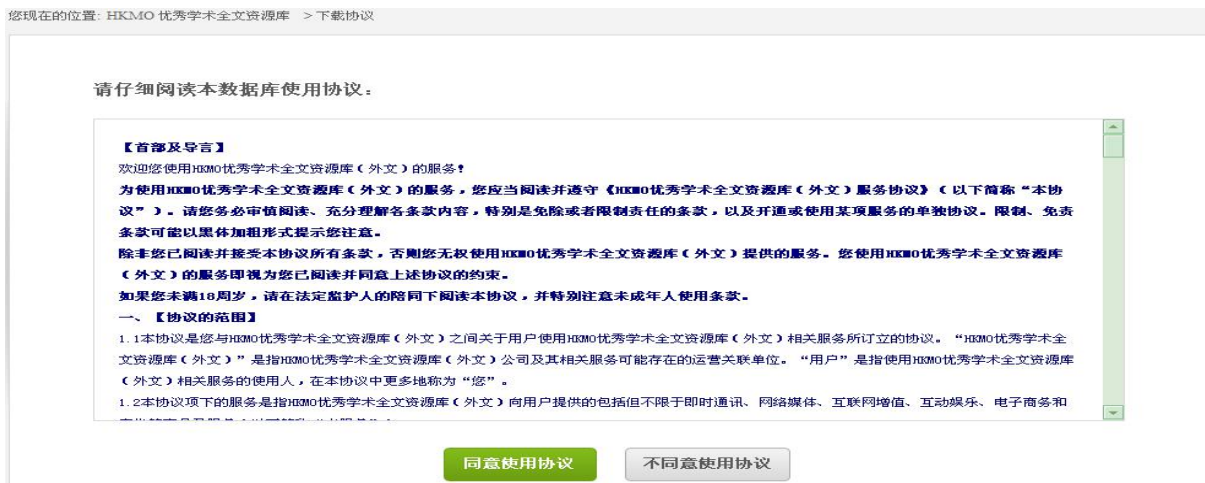 您现在的位置: HKMO 优秀学术全文资源库 >下载协议
请仔细阅读本数据库使用协议：
【首部及导言】
欢迎您使用HKMO优秀学术全文资源库（外文）的服务！
为使用HKMO优秀学术全文资源库（外文）的服务，您应当阅读并遵守《HKMO优秀学术全文资源库（外文）服务协议》（以下简称“本协
议”）。请您务必审慎阅读、充分理解各条款内容，特别是免除或者限制责任的条款，以及开通或使用某项服务的单独协议。限制、免责
条款可能以黑体加粗形式提示您注意。
除非您已阅读并接受本协议所有条款，否则您无权使用HKMO优秀学术全文资源库（外文）提供的服务。您使用HKMO优秀学术全文资源库
（外文）的服务即视为您已阅读并同意上述协议的约束。
如果您未满18周岁，请在法定监护人的陪同下阅读本协议，并特别注意未成年人使用条款。
一、【协议的范围】
1.1本协议是您与HKMO优秀学术全文资源库（外文）之间关于用户使用HKMO优秀学术全文资源库（外文）相关服务所订立的协议。“HKMO优秀学术全
文资源库（外文）”是指HKMO优秀学术全文资源库（外文）公司及其相关服务可能存在的运营关联单位。“用户”是指使用HKMO优秀学术全文资源库
（外文）相关服务的使用人，在本协议中更多地称为“您”。
1.2本协议项下的服务是指HKMO优秀学术全文资源库（外文）向用户提供的包括但不限于即时通讯、网络媒体、互联网增值、互动娱乐、电子商务和
同意使用协议
不同意使用协议